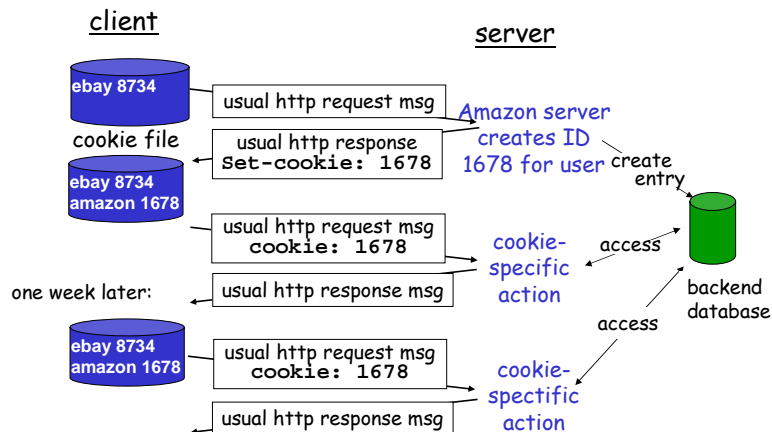 client
server
ebay 8734
usual http request msg
Amazon server
creates ID
1678 for user
cookie file
usual http response
Set-cookie: 1678
create
entry
ebay 8734
amazon 1678
usual http request msg
cookie: 1678
cookie-
specific
action
access
backend
database
usual http response msg
one week later:
access
ebay 8734
amazon 1678
usual http request msg
cookie: 1678
cookie-
spectific
action
usual http response msg